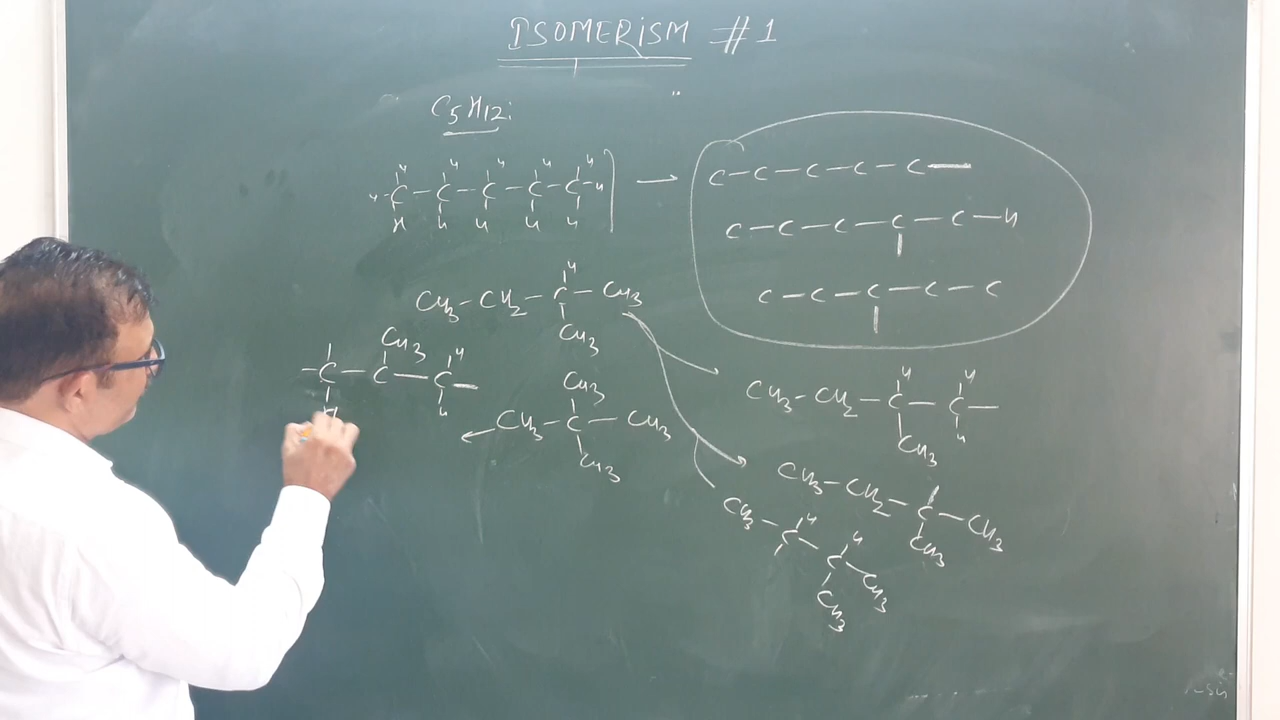 ISOMERISM #1
C5H12:
H H H H H
H-C-C-C-C-C-H
H H H H H
C-C-C-C-C-
C-C-C-C-C-C-H
C-C-C-C-C
H
CH3-CH2-C-CH3
CH3
CH3 H
-C-C-C-
H H
CH3
CH3-C-CH3
CH3
H H
CH3-CH2-C-C-
CH3 H
CH3-CH2-C-CH3
CH3
CH3-C-H
C-H
CH3 CH3